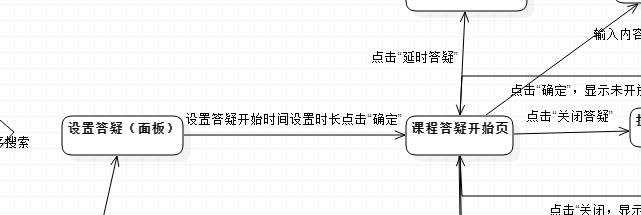 输入内容
点击“延时答疑”
点击“确定”，显示未开放
设置答疑开始时间设置时长点击“确定”
点击“关闭答疑”
设置答疑（面板）
课程答疑开始页
搜索
点击“关闭，显示